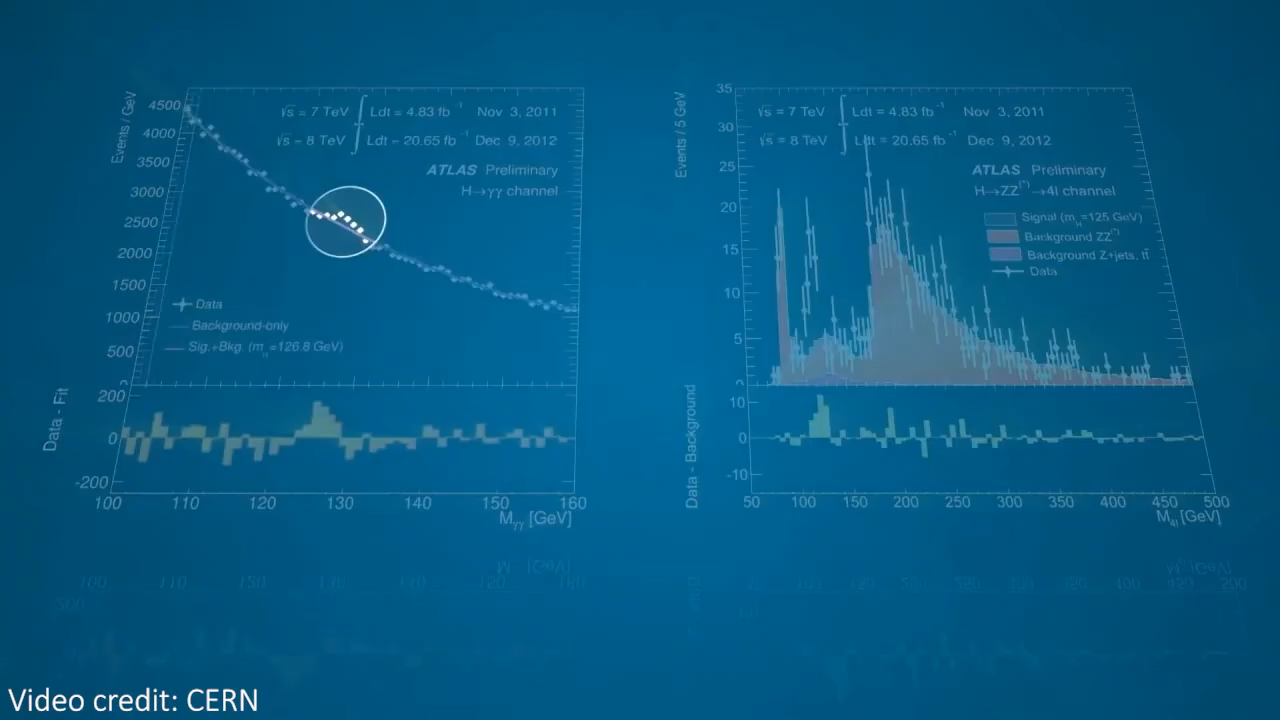 Events / GeV
4500
4000
3500
3000
2500
2000
1500
1000
500
√s = 7 TeV ∫ Ldt = 4.83 fb⁻¹ Nov 3, 2011
√s = 8 TeV Ldt = 20.65 fb⁻¹ Dec 9, 2012
ATLAS Preliminary
H→γγ channel
Data
Background-only
Sig.+Bkg. (m_H=126.8 GeV)
Data - Fit
200
0
-200
100 110 120 130 140 150 160
Mγγ [GeV]
Events / 5 GeV
35
30
25
20
15
10
5
√s = 7 TeV ∫ Ldt = 4.83 fb⁻¹ Nov 3, 2011
√s = 8 TeV Ldt = 20.65 fb⁻¹ Dec 9, 2012
ATLAS Preliminary
H→ZZ(*)→4l channel
Signal (m_H=125 GeV)
Background ZZ(*)
Background Z+jets, tt̄
Data
Data - Background
10
0
-10
50 100 150 200 250 300 350 400 450 500
M4l [GeV]
Video credit: CERN